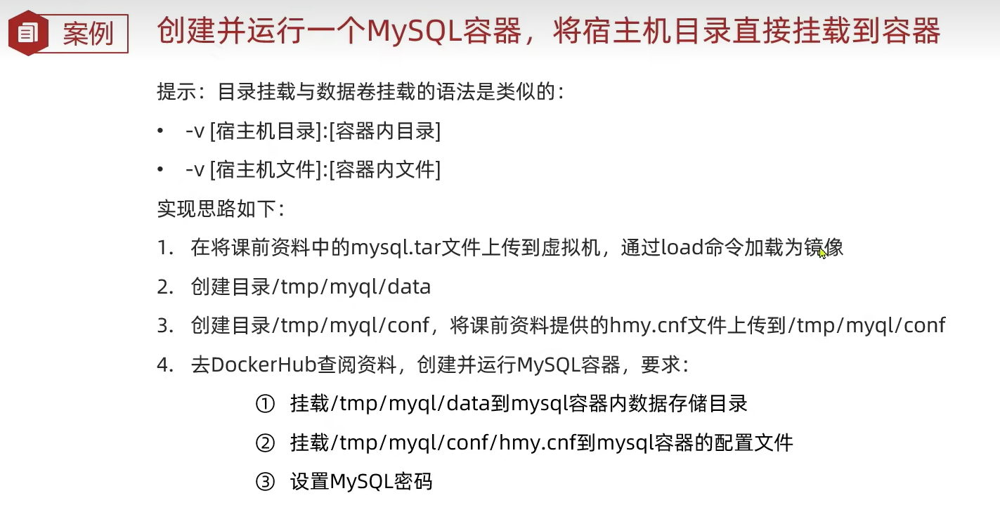 案例
创建并运行一个MySQL容器，将宿主机目录直接挂载到容器
提示：目录挂载与数据卷挂载的语法是类似的：
• -v [宿主机目录]:[容器内目录]
• -v [宿主机文件]:[容器内文件]
实现思路如下：
1. 在将课前资料中的mysql.tar文件上传到虚拟机，通过load命令加载为镜像
2. 创建目录/tmp/myql/data
3. 创建目录/tmp/myql/conf，将课前资料提供的hmy.cnf文件上传到/tmp/myql/conf
4. 去DockerHub查阅资料，创建并运行MySQL容器，要求：
① 挂载/tmp/myql/data到mysql容器内数据存储目录
② 挂载/tmp/myql/conf/hmy.cnf到mysql容器的配置文件
③ 设置MySQL密码